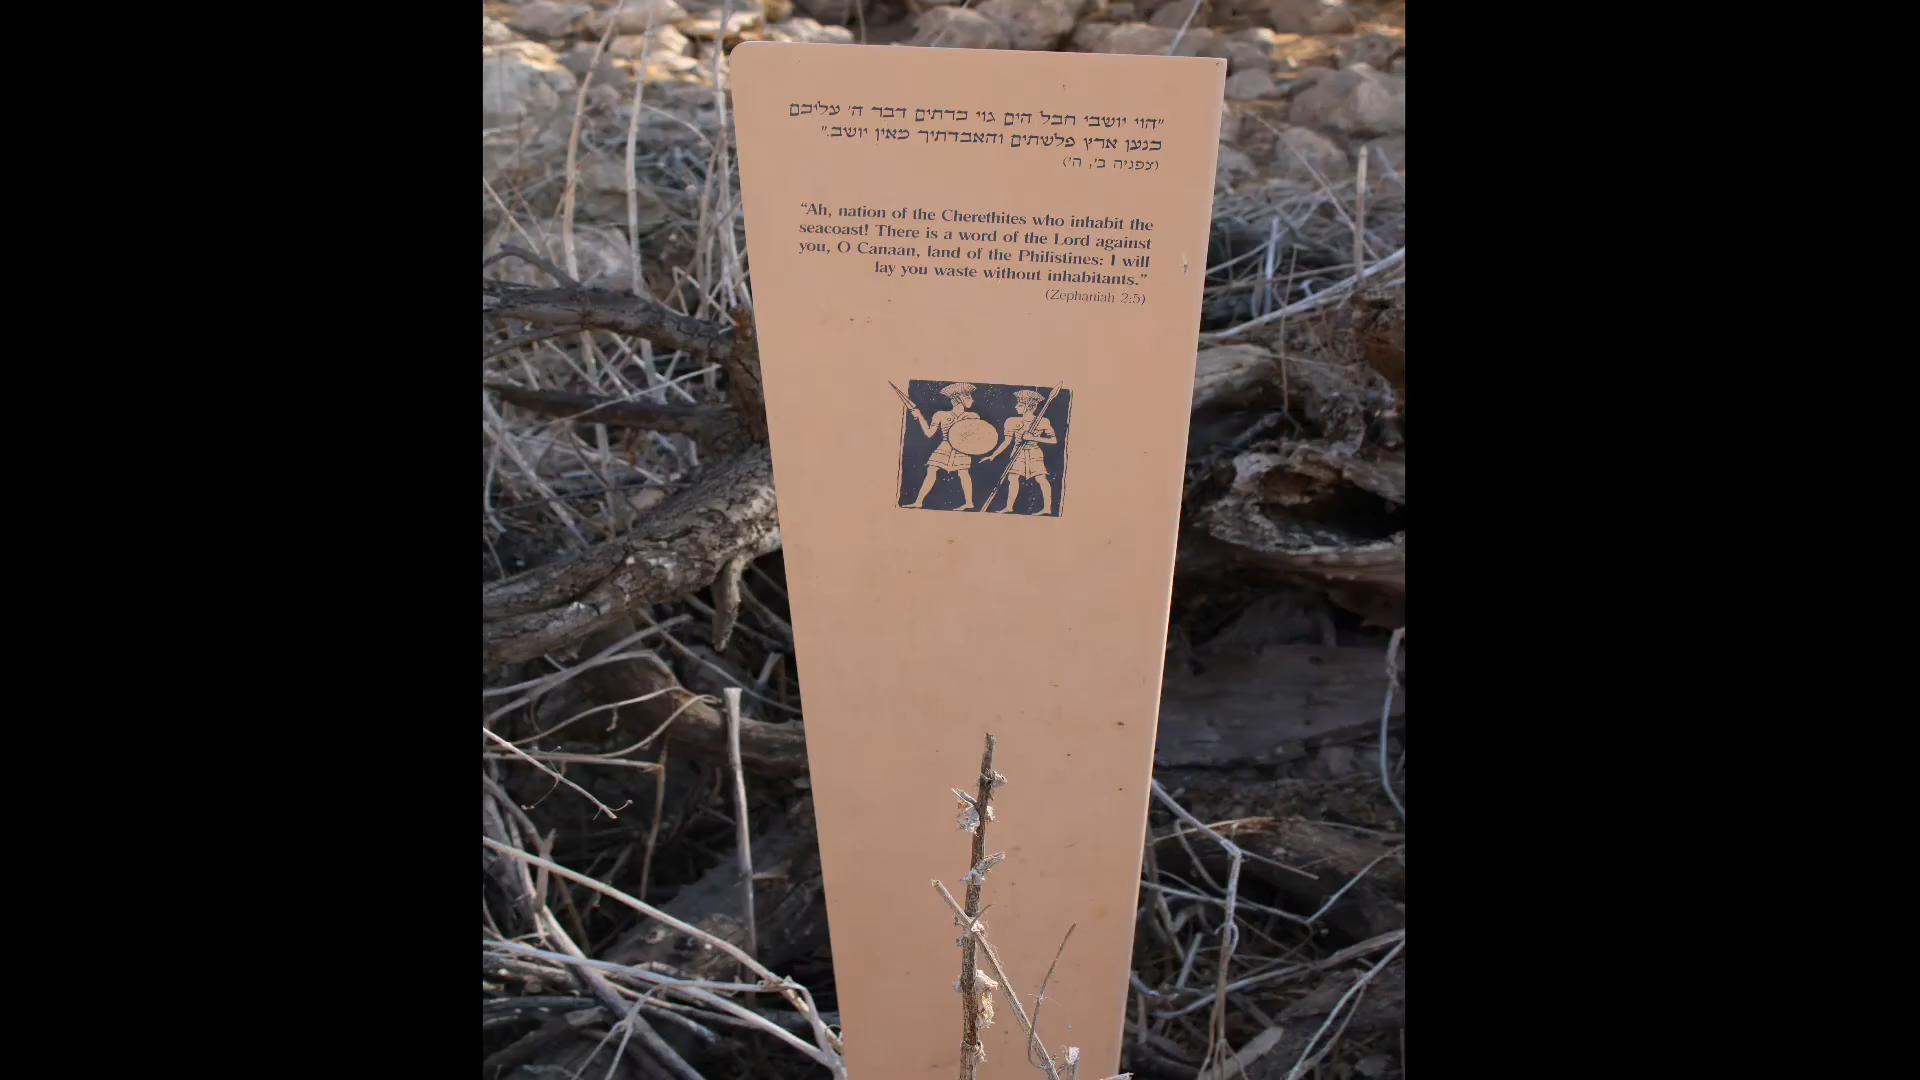 "הוי יושבי חבל הים גוי כרתים דבר ה' עליכם
כנען ארץ פלשתים והאבדתיך מאין יושב."
(צפניה ב', ה')
“Ah, nation of the Cherethites who inhabit the
seacoast! There is a word of the Lord against
you, O Canaan, land of the Philistines: I will
lay you waste without inhabitants.”
(Zephaniah 2:5)